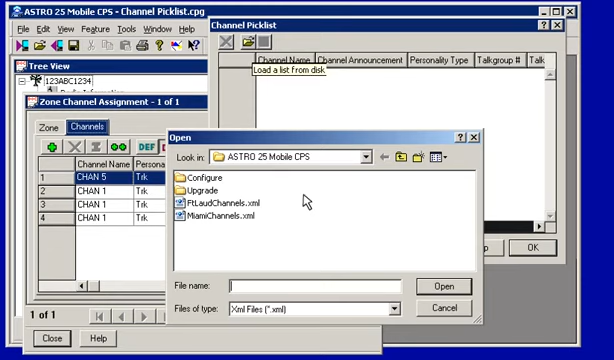 ASTRO 25 Mobile CPS - Channel Picklist.cpg
File Edit View Feature Tools Window Help
Channel Picklist
Channel Name Channel Announcement Personality Type Talkgroup # Talk
Load a list from disk
Tree View
123ABC1234
Zone Channel Assignment - 1 of 1
Zone Channels
DEF
Channel Name Persona
1 CHAN 5 Trk
2 CHAN 1 Trk
3 CHAN 1 Trk
4 CHAN 1 Trk
1 of 1
Close Help
Open
Look in: ASTRO 25 Mobile CPS
Configure
Upgrade
FtLaudChannels.xml
MiamiChannels.xml
File name: Open
Files of type: Xml Files (*.xml) Cancel
OK